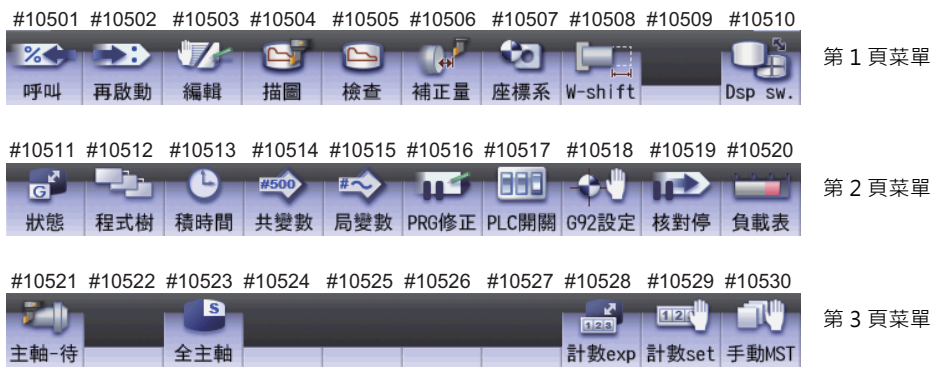 #10501 #10502 #10503 #10504 #10505 #10506 #10507 #10508 #10509 #10510
%
呼叫 再啟動 編輯 描圖 檢查 補正量 座標系 W-shift Dsp sw.
第 1 頁菜單
#10511 #10512 #10513 #10514 #10515 #10516 #10517 #10518 #10519 #10520
G #500 #
狀態 程式樹 積時間 共變數 局變數 PRG修正 PLC開關 G92設定 核對停 負載表
第 2 頁菜單
#10521 #10522 #10523 #10524 #10525 #10526 #10527 #10528 #10529 #10530
S 123 12
主軸-待 全主軸 計數exp 計數set 手動MST
第 3 頁菜單